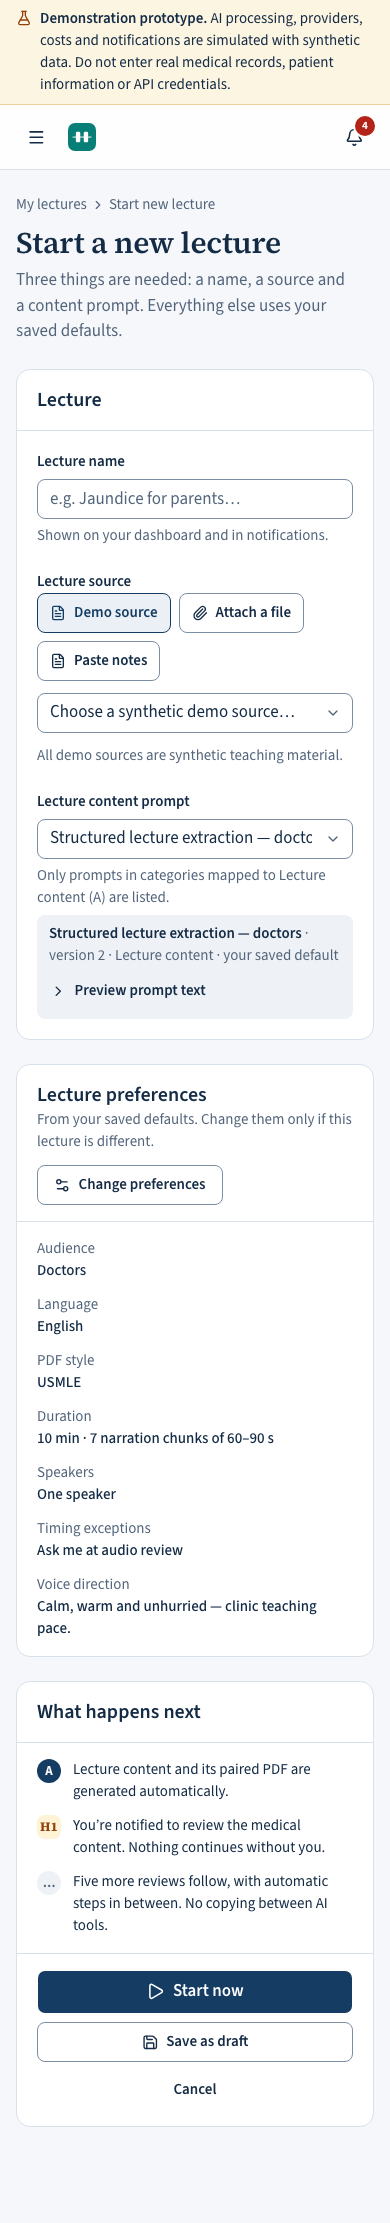 Demonstration prototype. AI processing, providers,
costs and notifications are simulated with synthetic
data. Do not enter real medical records, patient
information or API credentials.
4
My lectures > Start new lecture
Start a new lecture
Three things are needed: a name, a source and
a content prompt. Everything else uses your
saved defaults.
Lecture
Lecture name
e.g. Jaundice for parents…
Shown on your dashboard and in notifications.
Lecture source
Demo source
Attach a file
Paste notes
Choose a synthetic demo source…
All demo sources are synthetic teaching material.
Lecture content prompt
Structured lecture extraction — docto
Only prompts in categories mapped to Lecture
content (A) are listed.
Structured lecture extraction — doctors ·
version 2 · Lecture content · your saved default
Preview prompt text
Lecture preferences
From your saved defaults. Change them only if this
lecture is different.
Change preferences
Audience
Doctors
Language
English
PDF style
USMLE
Duration
10 min · 7 narration chunks of 60–90 s
Speakers
One speaker
Timing exceptions
Ask me at audio review
Voice direction
Calm, warm and unhurried — clinic teaching
pace.
What happens next
A Lecture content and its paired PDF are
generated automatically.
H1 You’re notified to review the medical
content. Nothing continues without you.
… Five more reviews follow, with automatic
steps in between. No copying between AI
tools.
Start now
Save as draft
Cancel